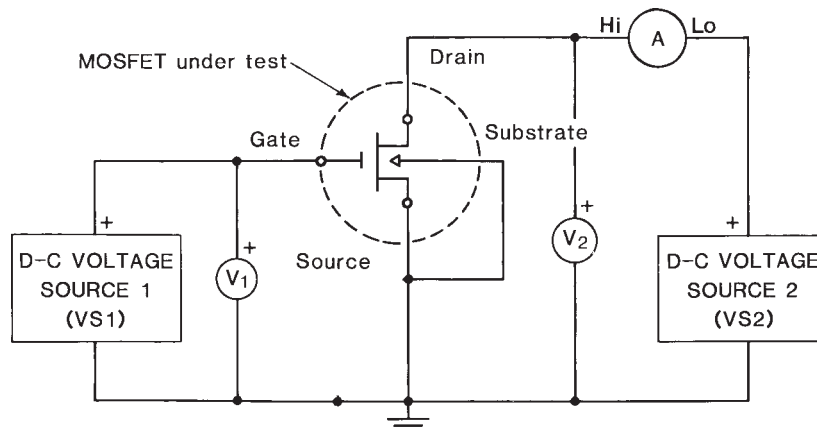 Hi
A
Lo
MOSFET under test
Drain
Gate
Substrate
+
+
+
+
D-C VOLTAGE
SOURCE 1
(VS1)
V1
Source
V2
D-C VOLTAGE
SOURCE 2
(VS2)